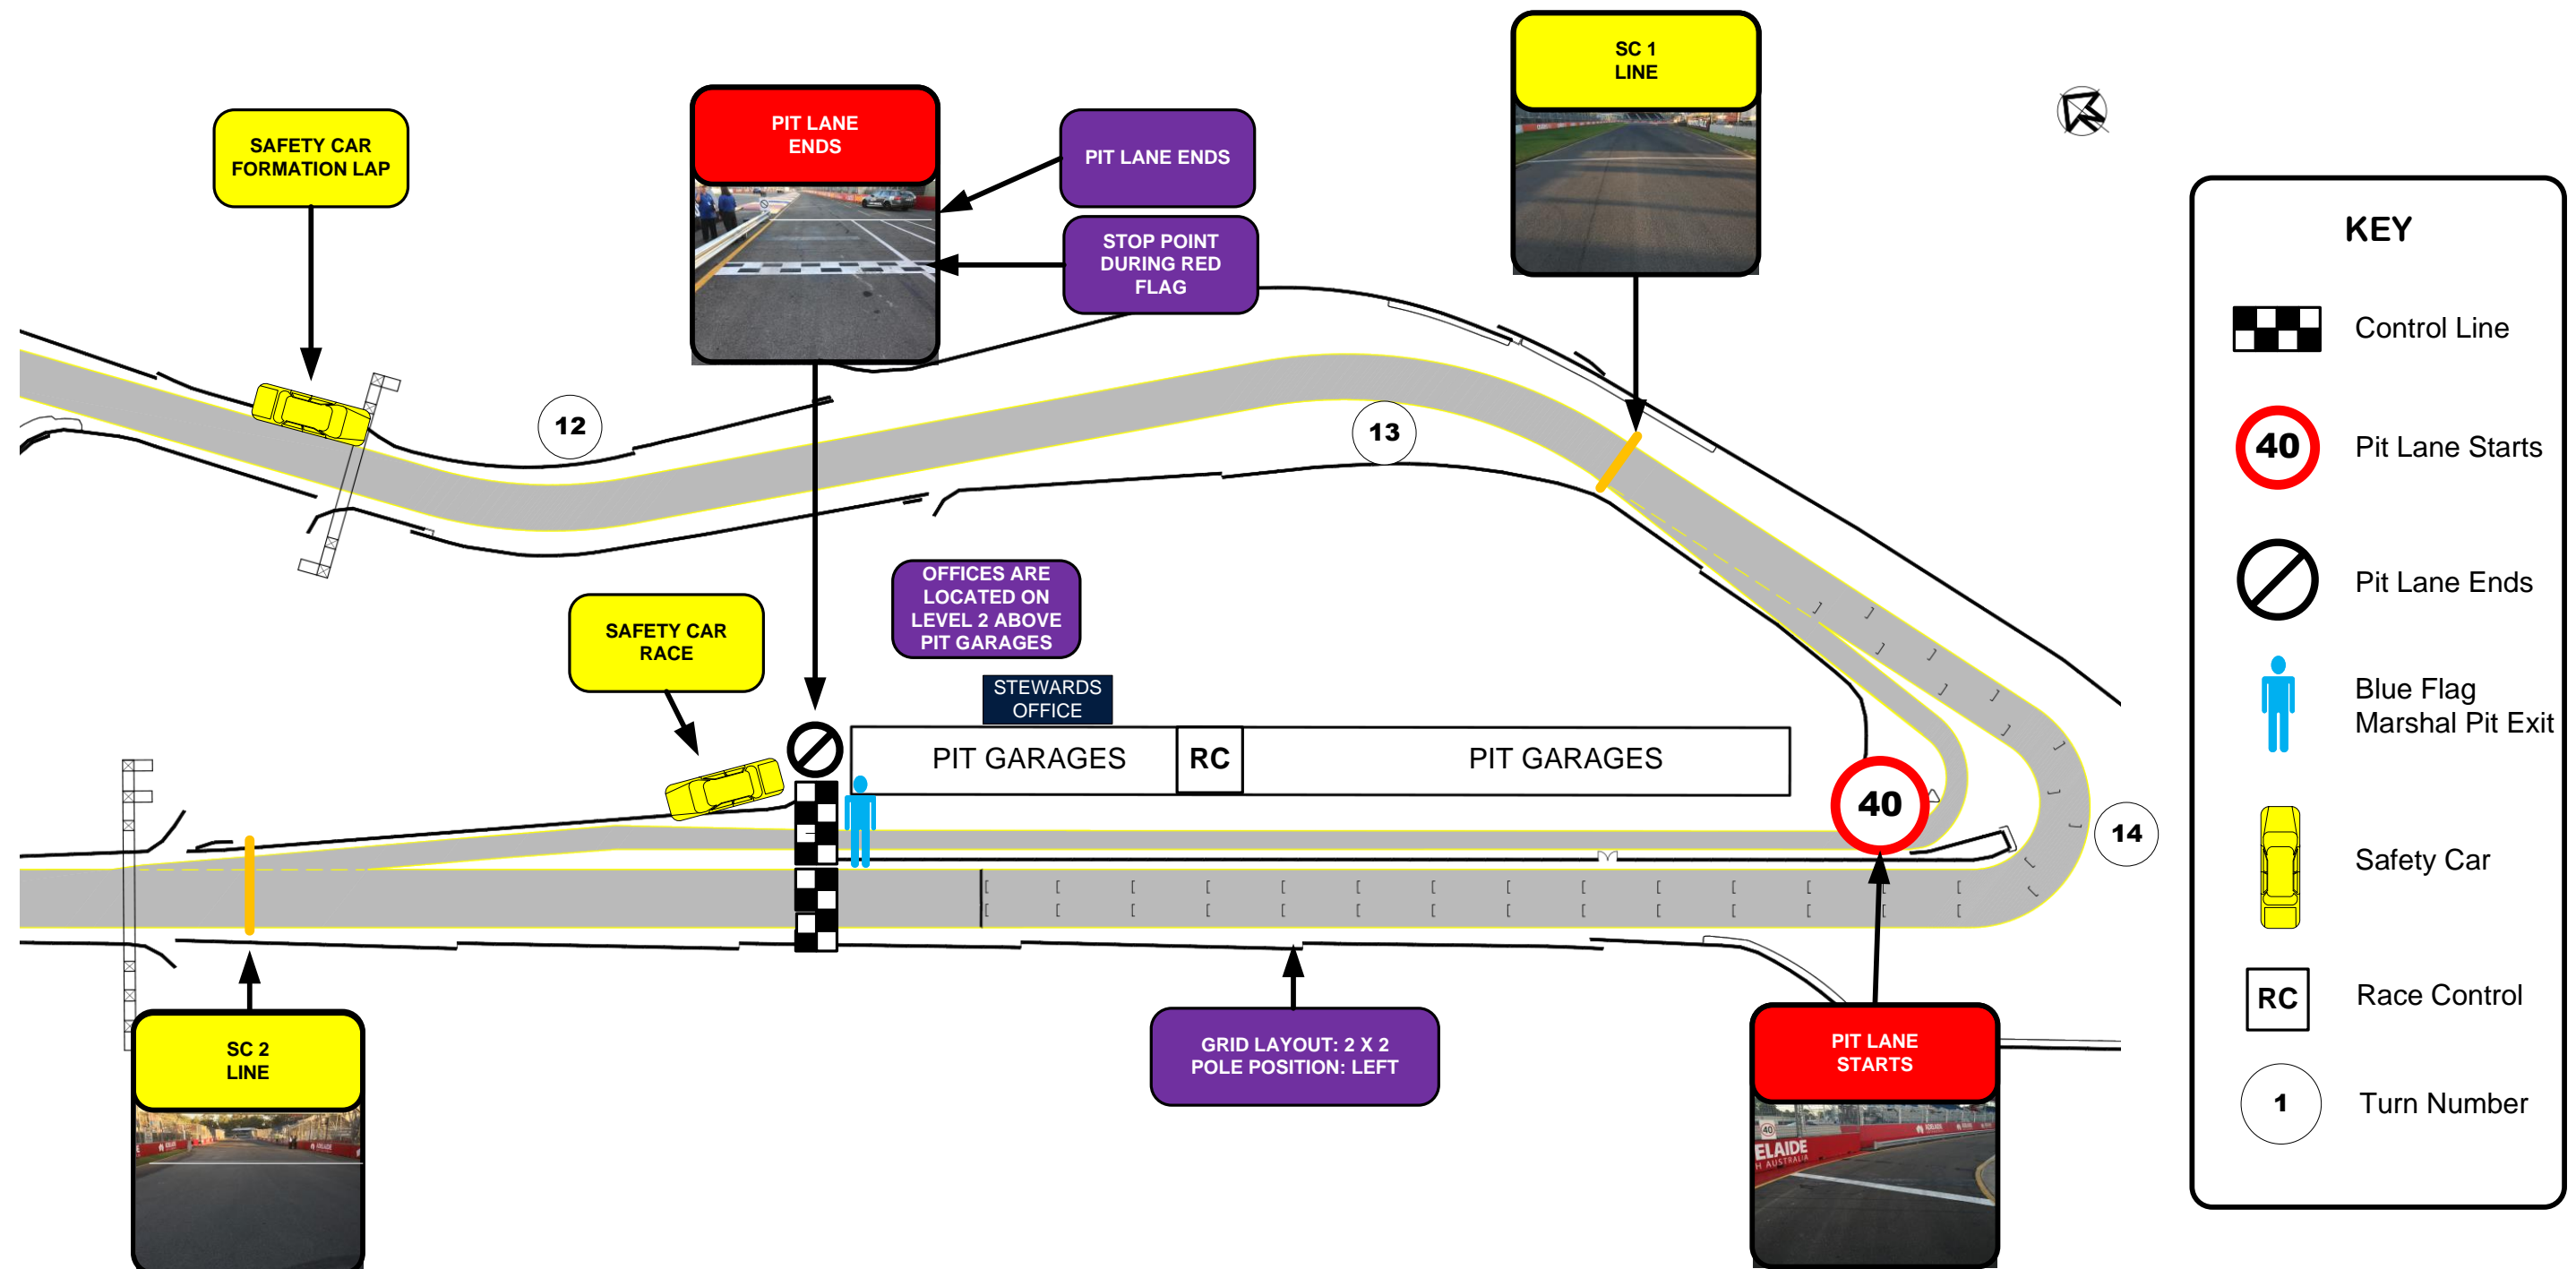 SC 1
LINE
SAFETY CAR
FORMATION LAP
PIT LANE
ENDS
PIT LANE ENDS
STOP POINT
DURING RED
FLAG
12
13
OFFICES ARE
LOCATED ON
LEVEL 2 ABOVE
PIT GARAGES
SAFETY CAR
RACE
STEWARDS
OFFICE
PIT GARAGES
RC
PIT GARAGES
40
14
SC 2
LINE
GRID LAYOUT: 2 X 2
POLE POSITION: LEFT
PIT LANE
STARTS
40
ELAIDE
H AUSTRALIA
KEY
Control Line
40
Pit Lane Starts
Pit Lane Ends
Blue Flag
Marshal Pit Exit
Safety Car
RC
Race Control
1
Turn Number